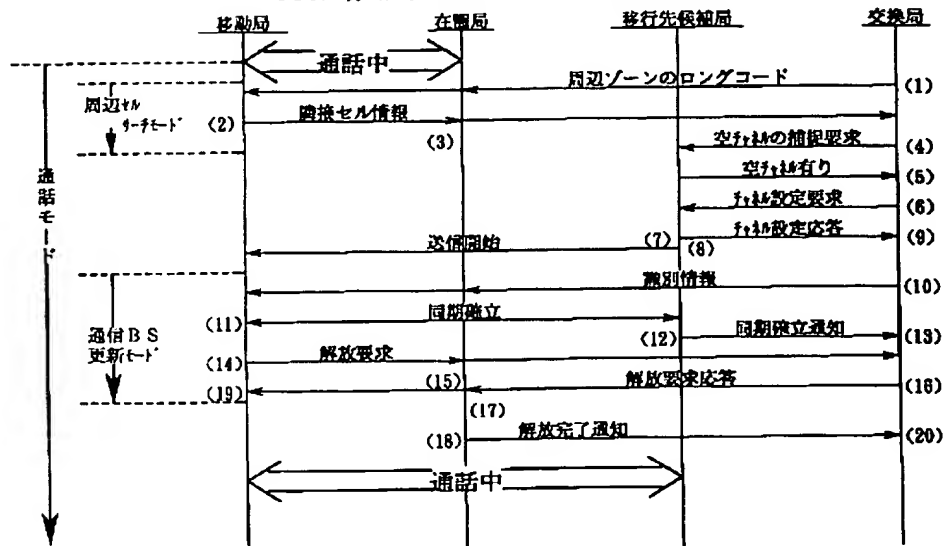 移動局 在圏局 移行先候補局 交換局
通話中
周辺ゾーンのロングコード (1)
周辺セル
サーチモード
(2) 隣接セル情報
(3)
空チャネルの捕捉要求 (4)
空チャネル有り (5)
チャネル設定要求 (6)
チャネル設定応答 (9)
送信開始 (7) (8)
通話モード
識別情報 (10)
通信BS
更新モード
(11) 同期確立
(12) 同期確立通知 (13)
(14) 解放要求
(15) 解放要求応答 (16)
(19)
(17)
(18) 解放完了通知 (20)
通話中